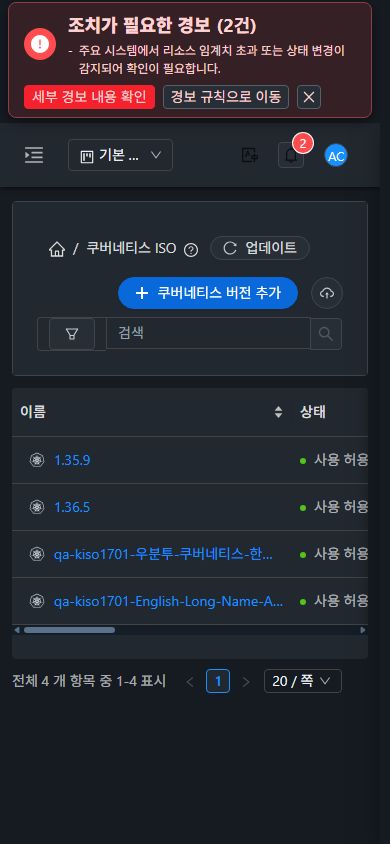 조치가 필요한 경보 (2건)
- 주요 시스템에서 리소스 임계치 초과 또는 상태 변경이
감지되어 확인이 필요합니다.
세부 경보 내용 확인 경보 규칙으로 이동
기본 ... 2 AC
/ 쿠버네티스 ISO 업데이트
쿠버네티스 버전 추가
검색
이름 상태
1.35.9 사용 허용
1.36.5 사용 허용
qa-kiso1701-우분투-쿠버네티스-한... 사용 허용
qa-kiso1701-English-Long-Name-A... 사용 허용
전체 4 개 항목 중 1-4 표시 1 20 / 쪽